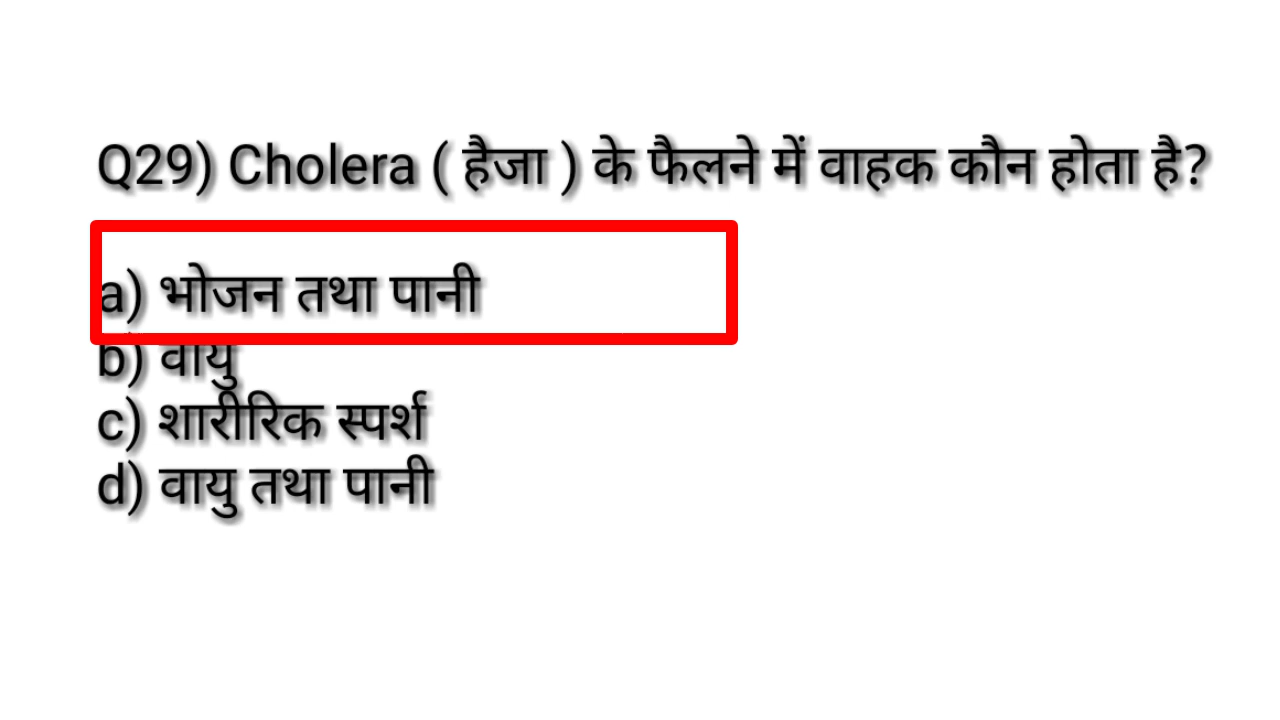 Q29) Cholera ( हैजा ) के फैलने में वाहक कौन होता है?
a) भोजन तथा पानी
b) वायु
c) शारीरिक स्पर्श
d) वायु तथा पानी